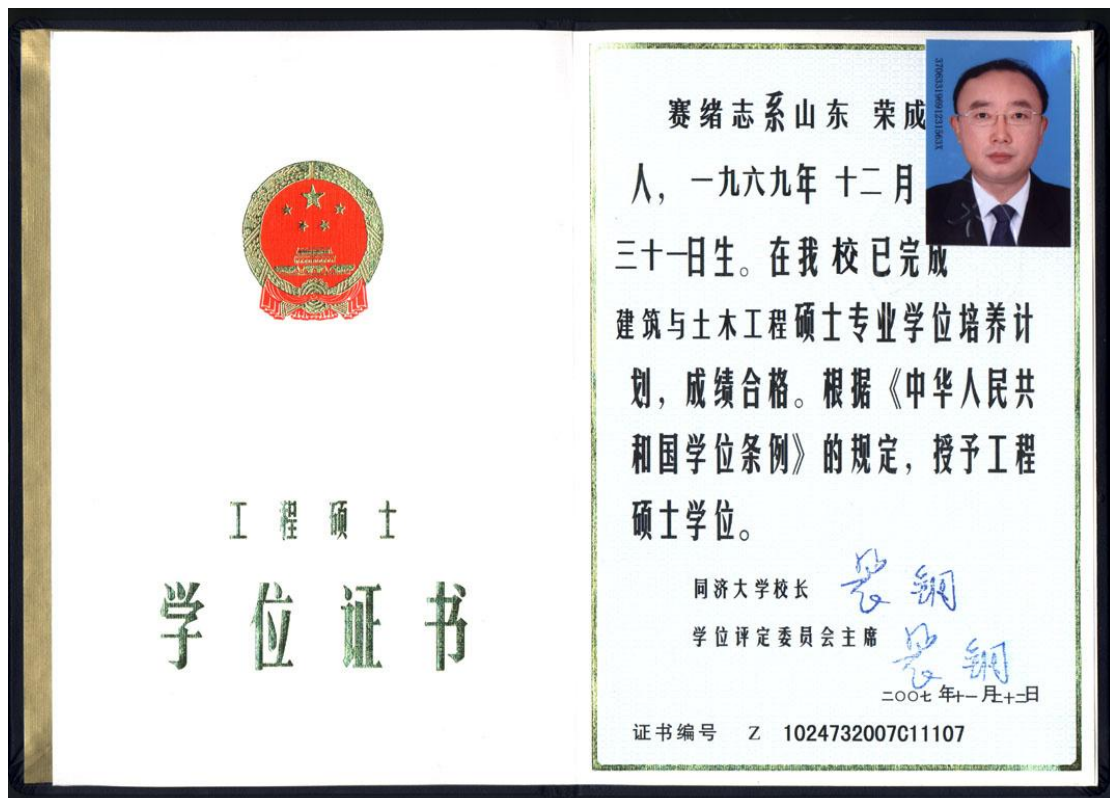 工程硕士
学位证书
赛绪志系山东 荣成
人，一九六九年 十二月
三十一日生。在我校已完成
建筑与土木工程硕士专业学位培养计
划，成绩合格。根据《中华人民共
和国学位条例》的规定，授予工程
硕士学位。
同济大学校长
学位评定委员会主席
二〇〇七 年十一月二十二日
证书编号 Z 1024732007C11107